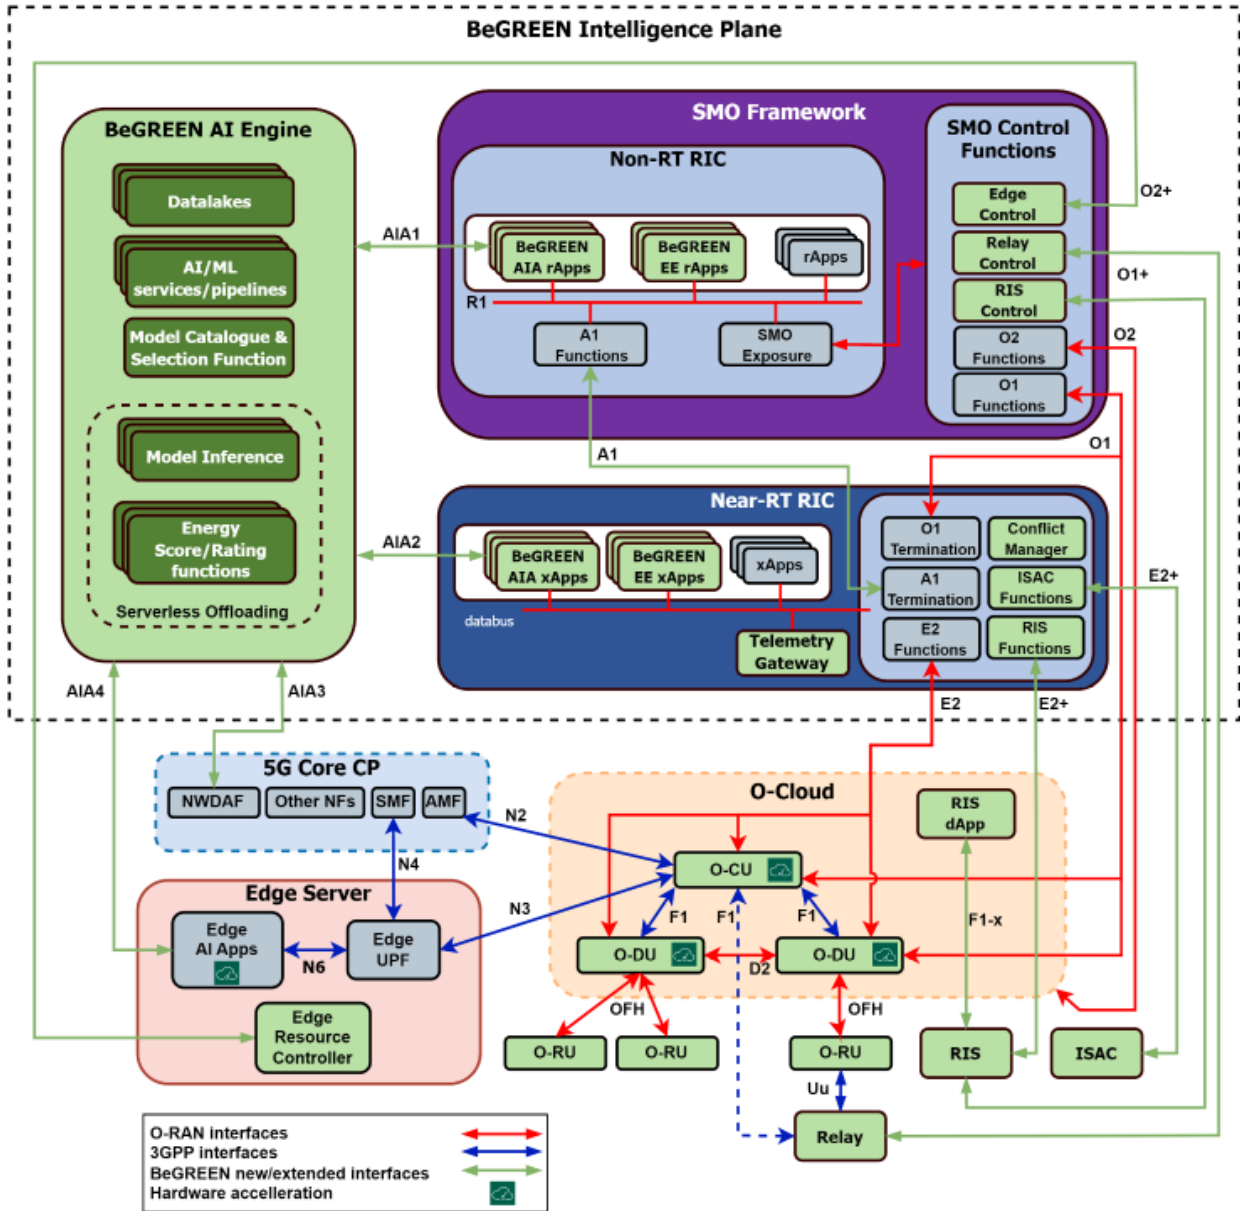 BeGREEN Intelligence Plane
BeGREEN AI Engine
Datalakes
AI/ML
services/pipelines
Model Catalogue &
Selection Function
Model Inference
Energy
Score/Rating
functions
Serverless Offloading
AIA1
AIA2
AIA4
AIA3
SMO Framework
Non-RT RIC
BeGREEN
AIA rApps
BeGREEN
EE rApps
rApps
R1
A1
Functions
SMO
Exposure
SMO Control
Functions
Edge
Control
Relay
Control
RIS
Control
O2
Functions
O1
Functions
O2+
O1+
O2
O1
A1
Near-RT RIC
BeGREEN
AIA xApps
BeGREEN
EE xApps
xApps
databus
Telemetry
Gateway
O1
Termination
Conflict
Manager
A1
Termination
ISAC
Functions
E2
Functions
RIS
Functions
E2+
E2
E2+
5G Core CP
NWDAF
Other NFs
SMF
AMF
N2
N4
N3
Edge Server
Edge
AI Apps
N6
Edge
UPF
Edge
Resource
Controller
O-Cloud
RIS
dApp
O-CU
F1
F1
F1
F1-x
O-DU
D2
O-DU
OFH
OFH
O-RU
O-RU
O-RU
RIS
ISAC
Uu
Relay
O-RAN interfaces
3GPP interfaces
BeGREEN new/extended interfaces
Hardware accelleration